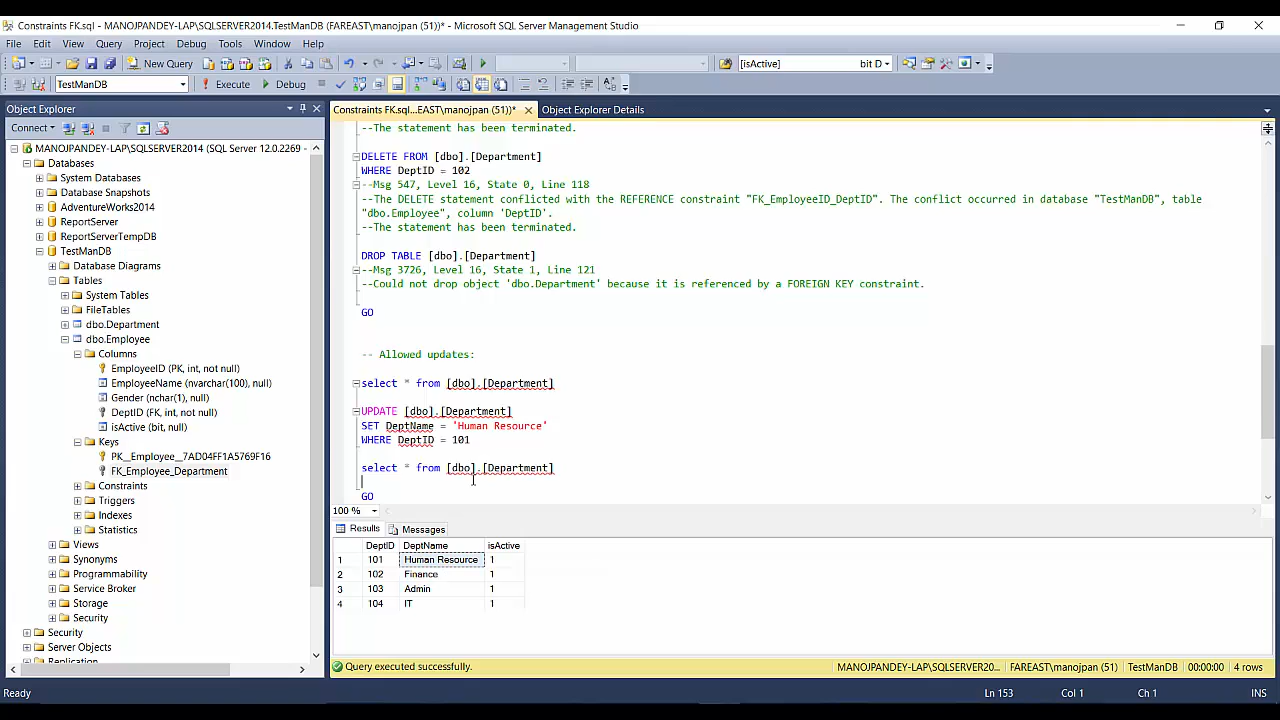 Constraints FK.sql - MANOJPANDEY-LAP\SQLSERVER2014.TestManDB (FAREAST\manojpan (51))* - Microsoft SQL Server Management Studio
File Edit View Query Project Debug Tools Window Help
New Query [isActive] bit D
TestManDB Execute Debug
Object Explorer
Connect
MANOJPANDEY-LAP\SQLSERVER2014 (SQL Server 12.0.2269 -
Databases
System Databases
Database Snapshots
AdventureWorks2014
ReportServer
ReportServerTempDB
TestManDB
Database Diagrams
Tables
System Tables
FileTables
dbo.Department
dbo.Employee
Columns
EmployeeID (PK, int, not null)
EmployeeName (nvarchar(100), null)
Gender (nchar(1), null)
DeptID (FK, int, not null)
isActive (bit, null)
Keys
PK__Employee__7AD04FF1A5769F16
FK_Employee_Department
Constraints
Triggers
Indexes
Statistics
Views
Synonyms
Programmability
Service Broker
Storage
Security
Security
Server Objects
Replication
Constraints FK.sql...EAST\manojpan (51))* Object Explorer Details
--The statement has been terminated.
DELETE FROM [dbo].[Department]
WHERE DeptID = 102
--Msg 547, Level 16, State 0, Line 118
--The DELETE statement conflicted with the REFERENCE constraint "FK_EmployeeID_DeptID". The conflict occurred in database "TestManDB", table
"dbo.Employee", column 'DeptID'.
--The statement has been terminated.
DROP TABLE [dbo].[Department]
--Msg 3726, Level 16, State 1, Line 121
--Could not drop object 'dbo.Department' because it is referenced by a FOREIGN KEY constraint.
GO
-- Allowed updates:
select * from [dbo].[Department]
UPDATE [dbo].[Department]
SET DeptName = 'Human Resource'
WHERE DeptID = 101
select * from [dbo].[Department]
GO
100 %
Results Messages
DeptID DeptName isActive
1 101 Human Resource 1
2 102 Finance 1
3 103 Admin 1
4 104 IT 1
Query executed successfully. MANOJPANDEY-LAP\SQLSERVER20... FAREAST\manojpan (51) TestManDB 00:00:00 4 rows
Ready Ln 153 Col 1 Ch 1 INS